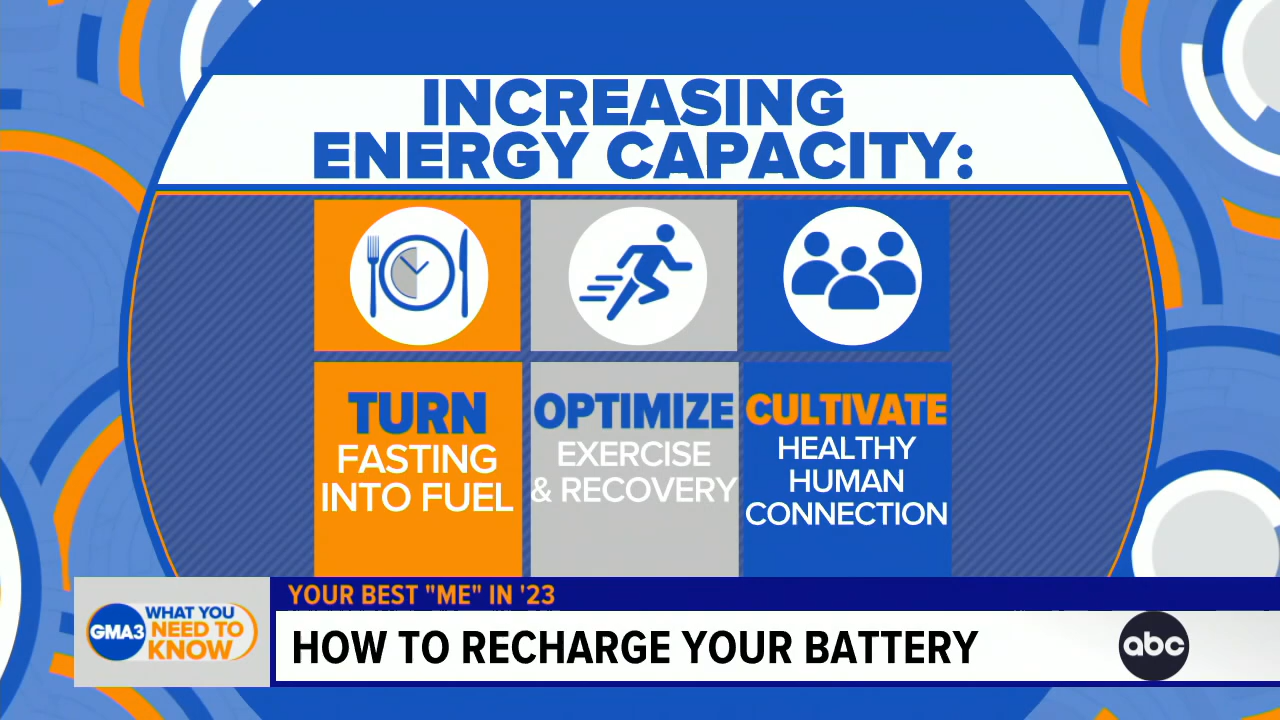 INCREASING
ENERGY CAPACITY:
TURN
FASTING
INTO FUEL
OPTIMIZE
EXERCISE
& RECOVERY
CULTIVATE
HEALTHY
HUMAN
CONNECTION
GMA3
WHAT YOU
NEED TO
KNOW
YOUR BEST "ME" IN '23
HOW TO RECHARGE YOUR BATTERY
abc